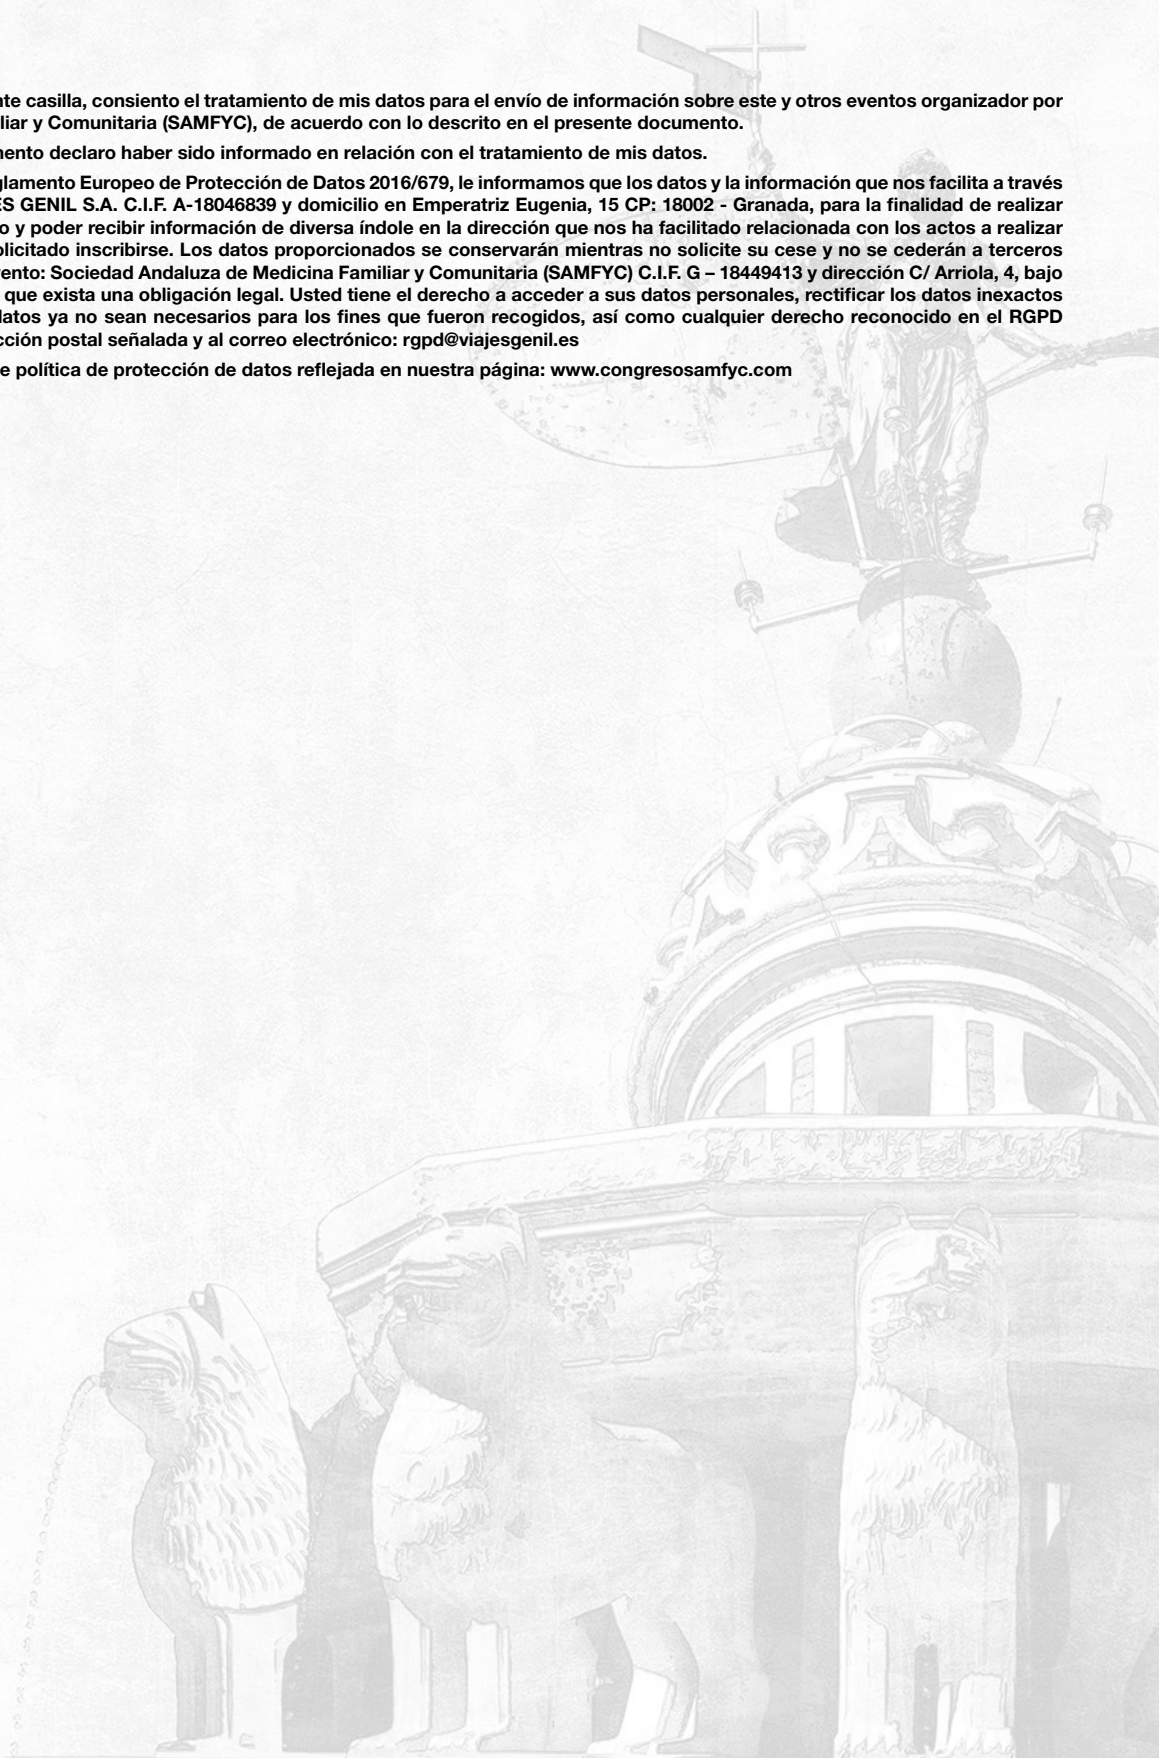 nte casilla, consiento el tratamiento de mis datos para el envío de información sobre este y otros eventos organizador por
liar y Comunitaria (SAMFYC), de acuerdo con lo descrito en el presente documento.
mento declaro haber sido informado en relación con el tratamiento de mis datos.
glamento Europeo de Protección de Datos 2016/679, le informamos que los datos y la información que nos facilita a través
ES GENIL S.A. C.I.F. A-18046839 y domicilio en Emperatriz Eugenia, 15 CP: 18002 - Granada, para la finalidad de realizar
o y poder recibir información de diversa índole en la dirección que nos ha facilitado relacionada con los actos a realizar
olicitado inscribirse. Los datos proporcionados se conservarán mientras no solicite su cese y no se cederán a terceros
vento: Sociedad Andaluza de Medicina Familiar y Comunitaria (SAMFYC) C.I.F. G – 18449413 y dirección C/ Arriola, 4, bajo
que exista una obligación legal. Usted tiene el derecho a acceder a sus datos personales, rectificar los datos inexactos
datos ya no sean necesarios para los fines que fueron recogidos, así como cualquier derecho reconocido en el RGPD
cción postal señalada y al correo electrónico: rgpd@viajesgenil.es
e política de protección de datos reflejada en nuestra página: www.congresosamfyc.com